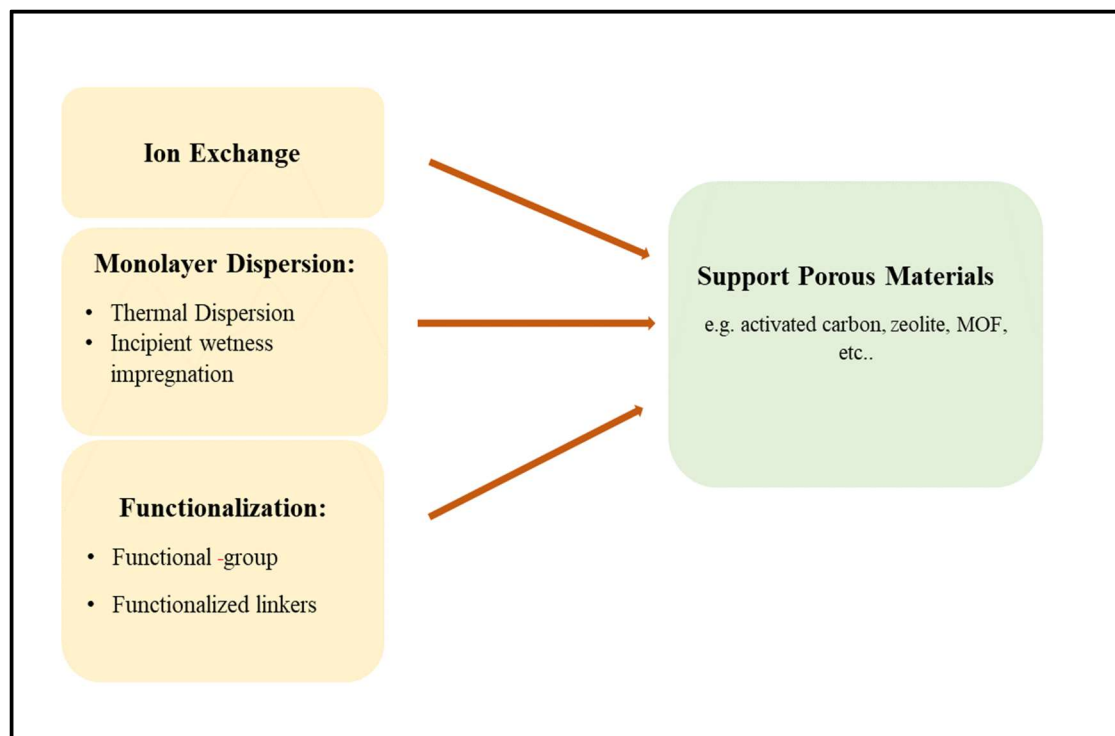 Ion Exchange
Monolayer Dispersion:
• Thermal Dispersion
• Incipient wetness
impregnation
Functionalization:
• Functional -group
• Functionalized linkers
Support Porous Materials
e.g. activated carbon, zeolite, MOF,
etc..